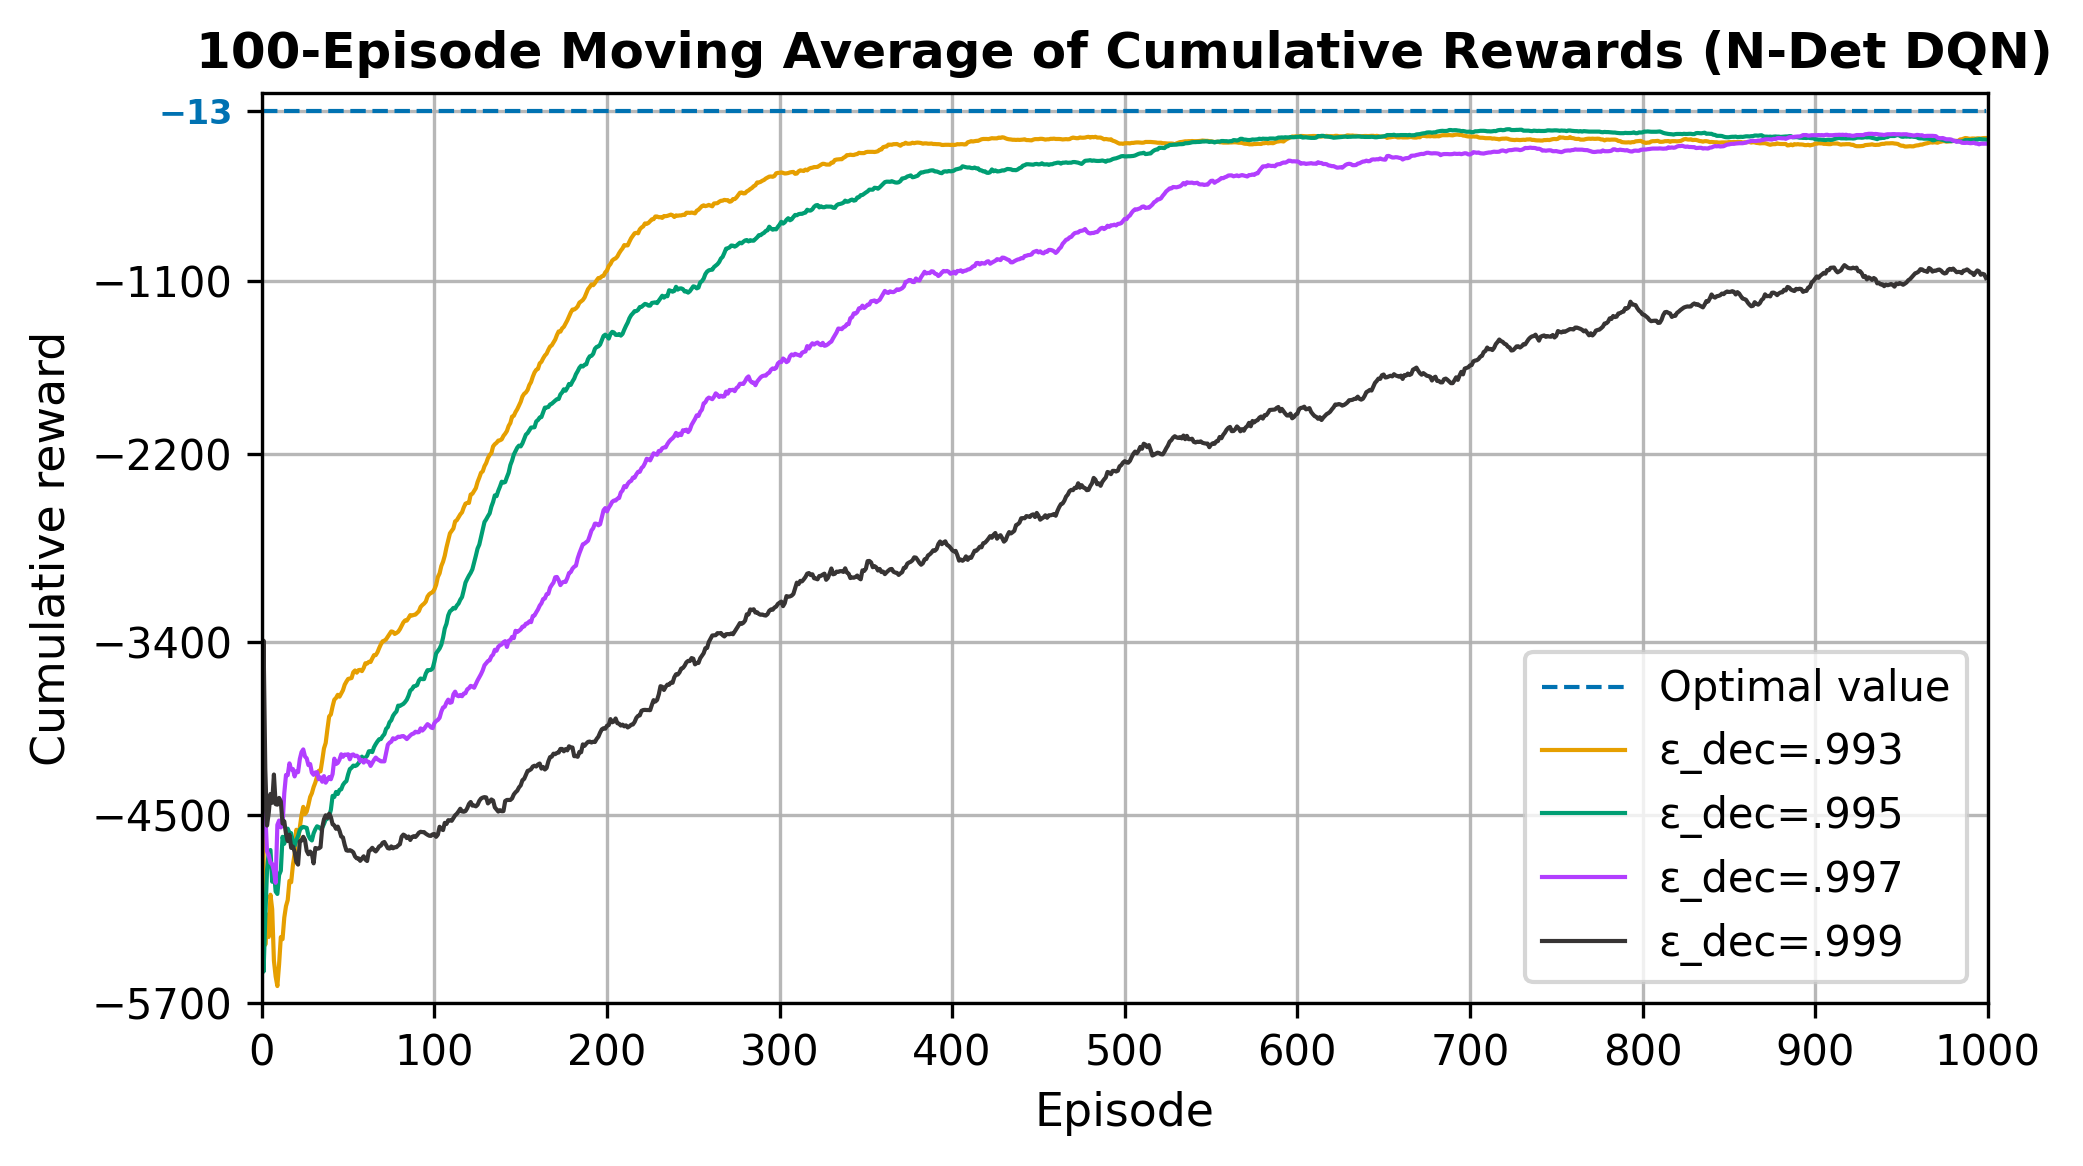 100-Episode Moving Average of Cumulative Rewards (N-Det DQN)
Cumulative reward
−13
−1100
−2200
−3400
−4500
−5700
0 100 200 300 400 500 600 700 800 900 1000
Episode
Optimal value
ε_dec=.993
ε_dec=.995
ε_dec=.997
ε_dec=.999